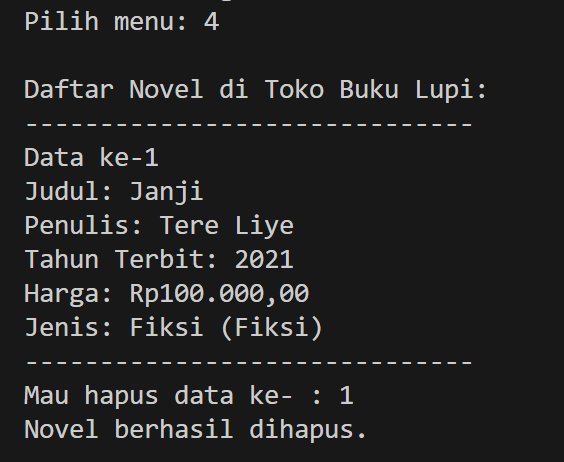 Pilih menu: 4
Daftar Novel di Toko Buku Lupi:
------------------------------
Data ke-1
Judul: Janji
Penulis: Tere Liye
Tahun Terbit: 2021
Harga: Rp100.000,00
Jenis: Fiksi (Fiksi)
------------------------------
Mau hapus data ke- : 1
Novel berhasil dihapus.